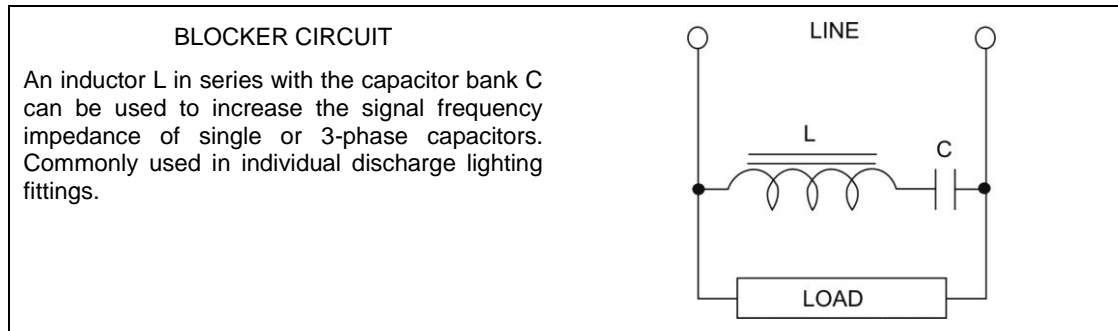 BLOCKER CIRCUIT
An inductor L in series with the capacitor bank C
can be used to increase the signal frequency
impedance of single or 3-phase capacitors.
Commonly used in individual discharge lighting
fittings.
LINE
L
C
LOAD